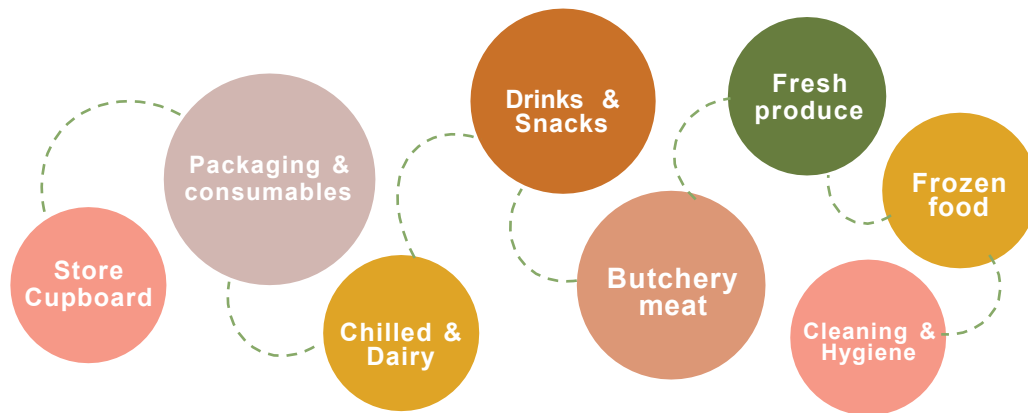 Store
Cupboard
Packaging &
consumables
Chilled &
Dairy
Drinks &
Snacks
Butchery
meat
Fresh
produce
Frozen
food
Cleaning &
Hygiene